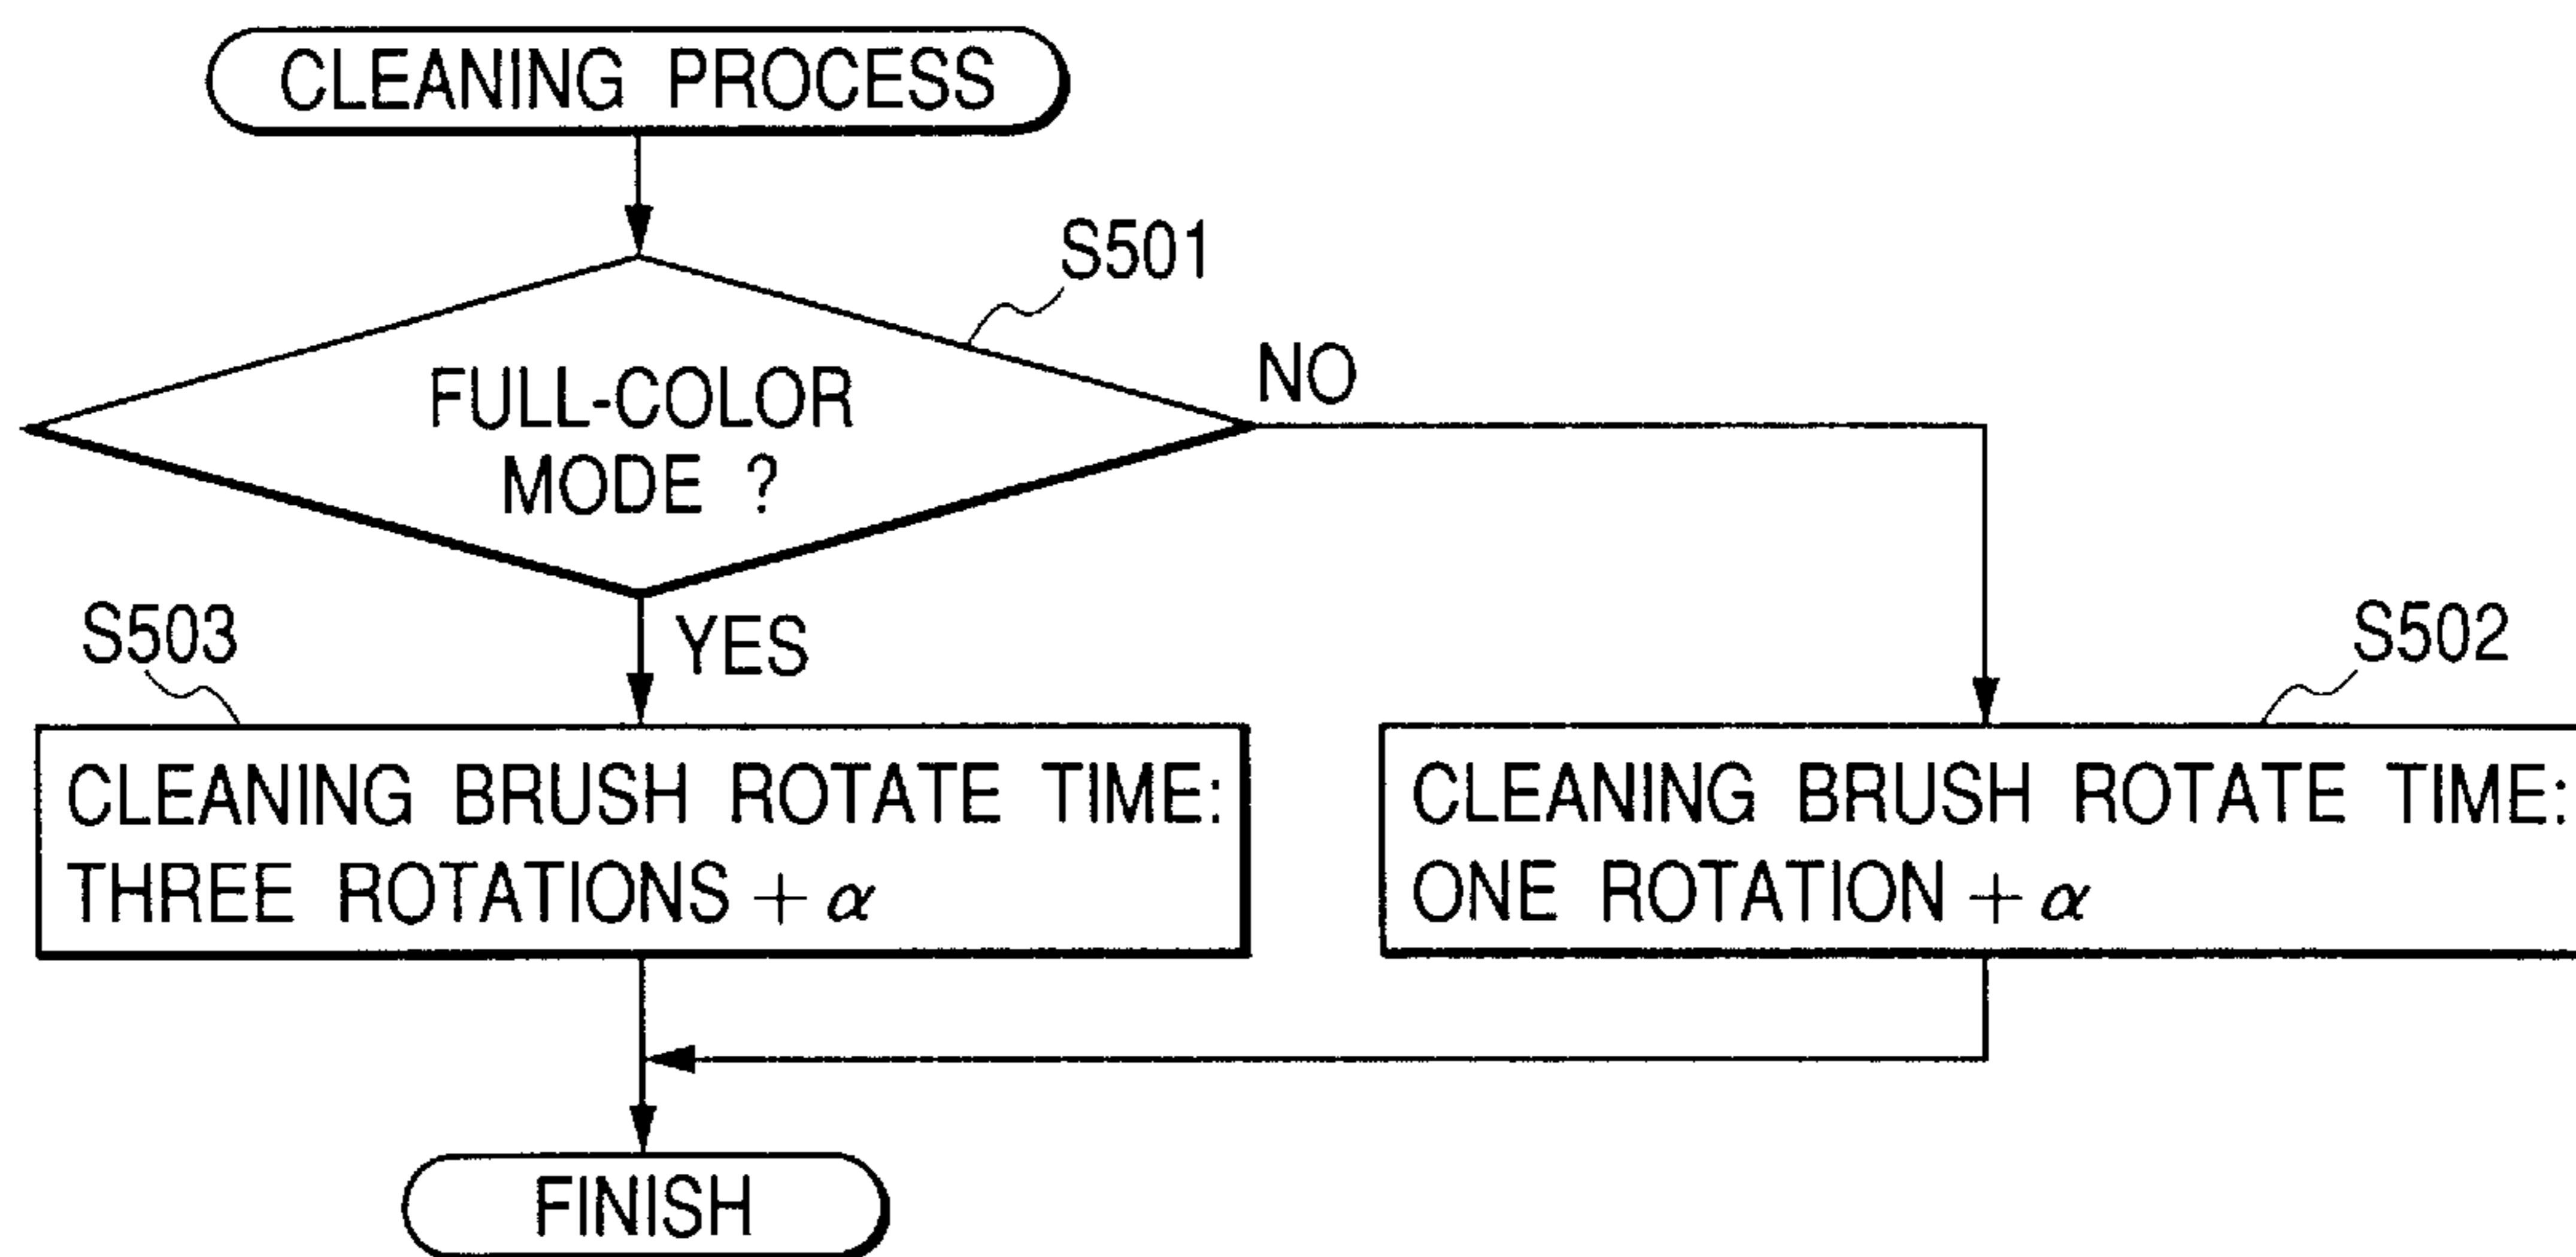 CLEANING PROCESS
S501
FULL-COLOR
MODE ?
NO
YES
S503
CLEANING BRUSH ROTATE TIME:
THREE ROTATIONS + α
S502
CLEANING BRUSH ROTATE TIME:
ONE ROTATION + α
FINISH